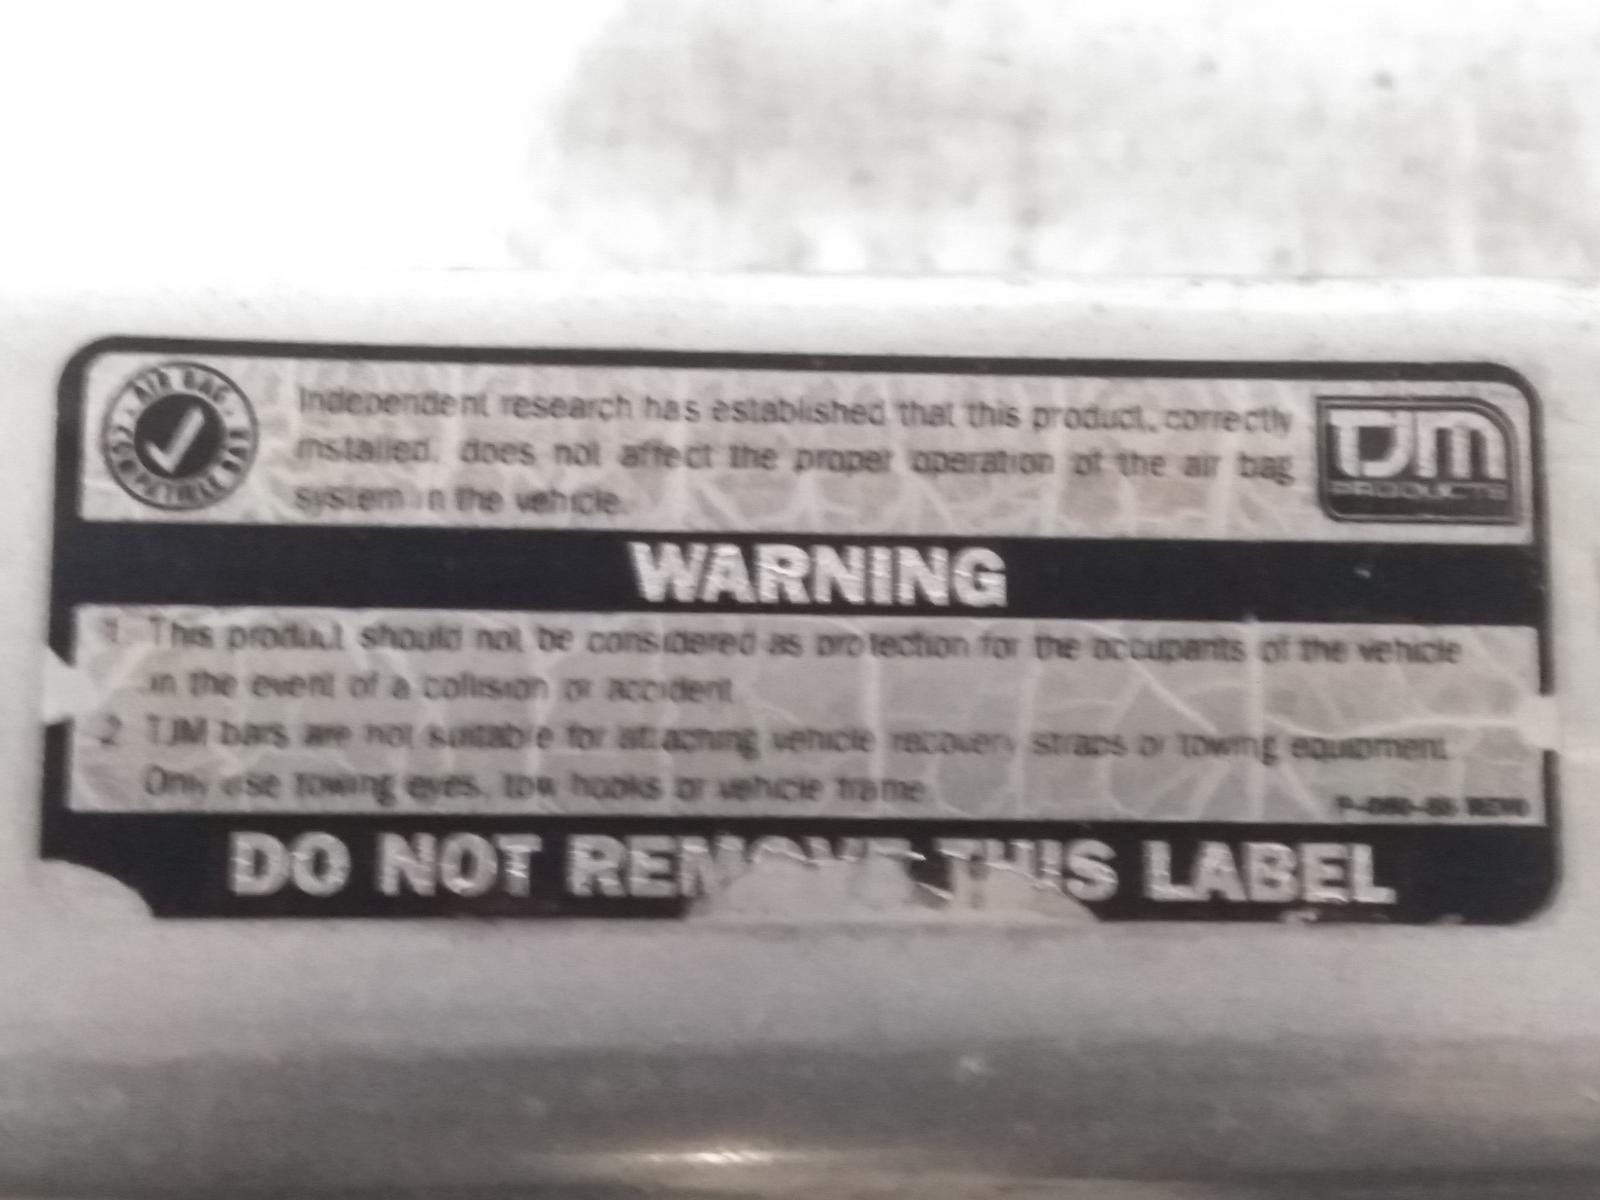 AIR BAG
COMPATIBLE BAR
Independent research has established that this product, correctly
installed, does not affect the proper operation of the air bag
system in the vehicle.
TJM
PRODUCTS
WARNING
1. This product should not be considered as protection for the occupants of the vehicle
in the event of a collision or accident
2 TJM bars are not suitable for attaching vehicle recovery straps or towing equipment.
Only use towing eyes, tow hooks or vehicle frame
DO NOT REMOVE THIS LABEL